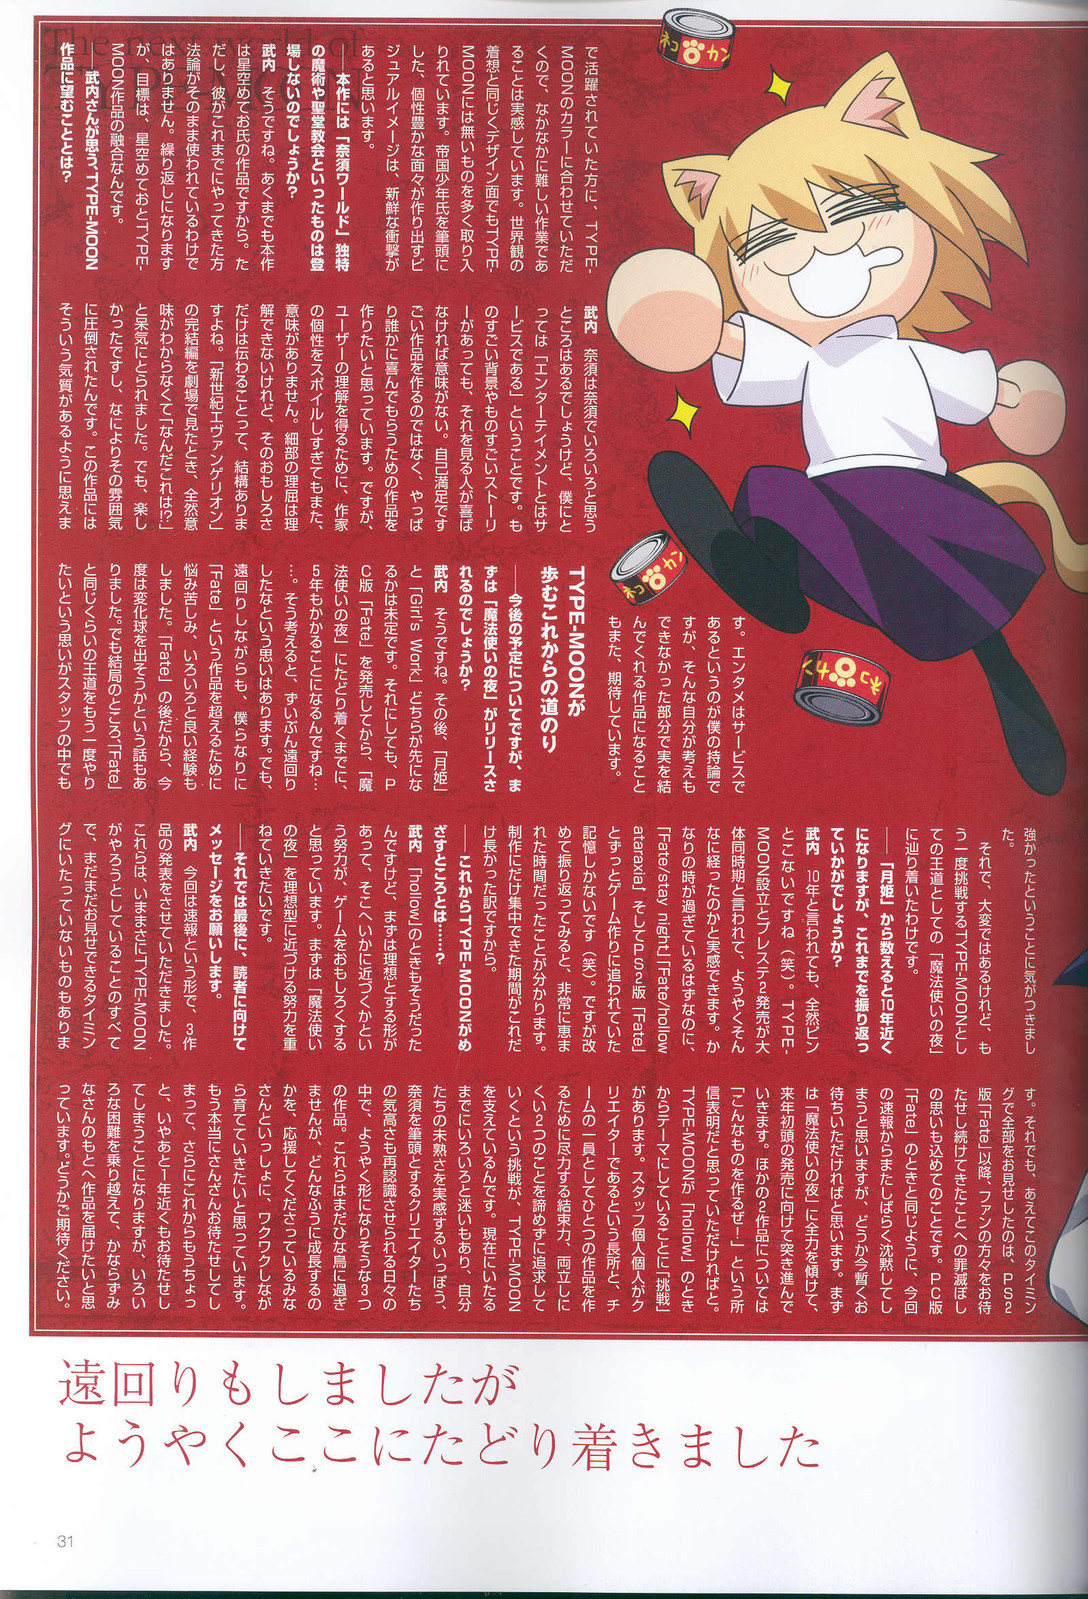 The next world of
TYPE-MOON
で活躍されていた方に、TYPE-
MOONのカラーに合わせていただ
くので、なかなかに難しい作業であ
ることは実感しています。世界観の
着想と同じくデザイン面でもTYPE-
MOONには無いものを多く取り入
れています。帝国少年氏を筆頭に
した、個性豊かな面々が作り出すビ
ジュアルイメージは、新鮮な衝撃が
あると思います。
──本作には「奈須ワールド」独特
の魔術や聖堂教会といったものは登
場しないのでしょうか?
武内 そうですね。あくまでも本作
は星空めてお氏の作品ですから。た
だし、彼がこれまでにやってきた方
法論がそのまま使われているわけで
はありません。繰り返しになります
が、目標は、星空めておとTYPE-
MOON作品の融合なんです。
──武内さんが思う、TYPE-MOON
作品に望むこととは?
武内 奈須は奈須でいろいろと思う
ところはあるでしょうけど、僕にと
っては「エンターテイメントとはサ
ービスである」ということです。も
のすごい背景やものすごいストーリ
ーがあっても、それを見る人が喜ば
なければ意味がない。自己満足です
ごい作品を作るのではなく、やっぱ
り誰かに喜んでもらうための作品を
作りたいと思っています。ですが、
ユーザーの理解を得るために、作家
の個性をスポイルしすぎてもまた、
意味がありません。細部の理屈は理
解できないけれど、そのおもしろさ
だけは伝わることって、結構ありま
すよね。「新世紀エヴァンゲリオン」
の完結編を劇場で見たとき、全然意
味がわからなくて「なんだこれは?」
と呆気にとられました。でも、楽し
かったですし、なによりその雰囲気
に圧倒されたんです。この作品には
そういう気質があるように思えま
す。エンタメはサービスで
あるというのが僕の持論で
すが、そんな自分が考えも
できなかった部分で実を結
んでくれる作品になること
もまた、期待しています。
TYPE-MOONが
歩むこれからの道のり
──今後の予定についてですが、ま
ずは「魔法使いの夜」がリリースさ
れるのでしょうか?
武内 そうですね。その後、「月姫」
と「Girl's Work」どちらが先にな
るかは未定です。それにしても、P
C版「Fate」を発売してから、「魔
法使いの夜」にたどり着くまでに、
5年もかかることになるんですね…
…。そう考えると、ずいぶん遠回り
したなという思いはあります。でも、
遠回りしながらも、僕らなりに
「Fate」という作品を超えるために
悩み苦しみ、いろいろと良い経験も
しました。「Fate」の後だから、今
度は変化球を出そうかという話もあ
りました。でも結局のところ、「Fate」
と同じくらいの王道をもう一度やり
たいという思いがスタッフの中でも
強かったということに気がつきまし
た。
それで、大変ではあるけれど、も
う一度挑戦するTYPE-MOONとし
ての王道としての「魔法使いの夜」
に辿り着いたわけです。
──「月姫」から数えると10年近く
になりますが、これまでを振り返っ
ていかがでしょうか?
武内 10年と言われても、全然ピン
とこないですね(笑)。TYPE-
MOON設立とプレステ2発売が大
体同時期と言われて、ようやくそん
なに経ったのかと実感できます。か
なりの時が過ぎているはずなのに、
「Fate/stay night」「Fate/hollow
ataraxia」、そしてPS2版「Fate」
とずっとゲーム作りに追われていた
記憶しかないです(笑)。ですが改
めて振り返ってみると、非常に恵ま
れた時間だったことが分かります。
制作にだけ集中できた期間がこれだ
け長かった訳ですから。
──これからTYPE-MOONがめ
ざすところとは……?
武内 「hollow」のときもそうだった
んですけど、まずは理想とする形が
あって、そこへいかに近づくかとい
う努力が、ゲームをおもしろくする
と思っています。まずは「魔法使い
の夜」を理想型に近づける努力を重
ねていきたいです。
──それでは最後に、読者に向けて
メッセージをお願いします。
武内 今回は速報という形で、3作
品の発表をさせていただきました。
これらは、いままさにTYPE-MOON
がやろうとしていることのすべて
で、まだまだお見せできるタイミン
グにいたっていないものもありま
す。それでも、あえてこのタイミン
グで全部をお見せしたのは、PS2
版「Fate」以降、ファンの方々をお待
たせし続けてきたことへの罪滅ぼし
の思いも込めてのことです。PC版
「Fate」のときと同じように、今回
の速報からまたしばらく沈黙してし
まうと思いますが、どうか今暫くお
待ちいただければと思います。まず
は「魔法使いの夜」に全力を傾けて、
来年初頭の発売に向けて突き進んで
いきます。ほかの2作品については
「こんなものを作るぜ!」という所
信表明だと思っていただければと。
TYPE-MOONが「hollow」のとき
からテーマにしていることに「挑戦」
があります。スタッフ個人個人がク
リエイターであるという長所と、チ
ームの一員としてひとつの作品を作
るために尽力する結束力、両立しに
くい2つのことを諦めずに追求して
いくという挑戦が、TYPE-MOON
を支えているんです。現在にいたる
までにいろいろと迷いもあり、自分
たちの未熟さを実感するいっぽう、
奈須を筆頭とするクリエイターたち
の気高さも再認識させられる日々の
中で、ようやく形になりそうな3つ
の作品。これらはまだひな鳥に過ぎ
ませんが、どんなふうに成長するの
かを、応援してくださっているみな
さんといっしょに、ワクワクしなが
ら育てていきたいと思っています。
もう本当にさんざんお待たせしてし
まって、さらにこれからもうちょっ
と、いやあと1年近くもお待たせし
てしまうことになりますが、いろい
ろな困難を乗り越えて、かならずみ
なさんのもとへ作品を届けたいと思
っています。どうかご期待ください。
ネコカン
ネコカン
ネコカン
遠回りもしましたが
ようやくここにたどり着きました
31